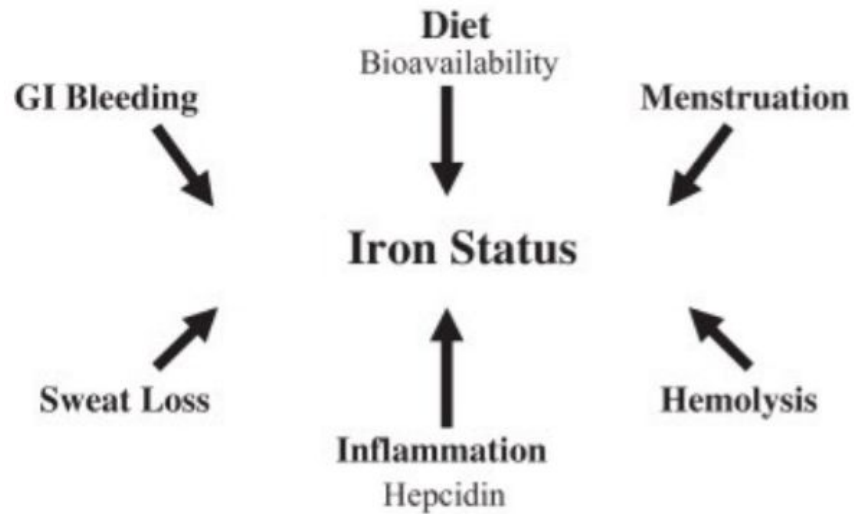 Diet
Bioavailability
GI Bleeding
Menstruation
Iron Status
Sweat Loss
Hemolysis
Inflammation
Hepcidin